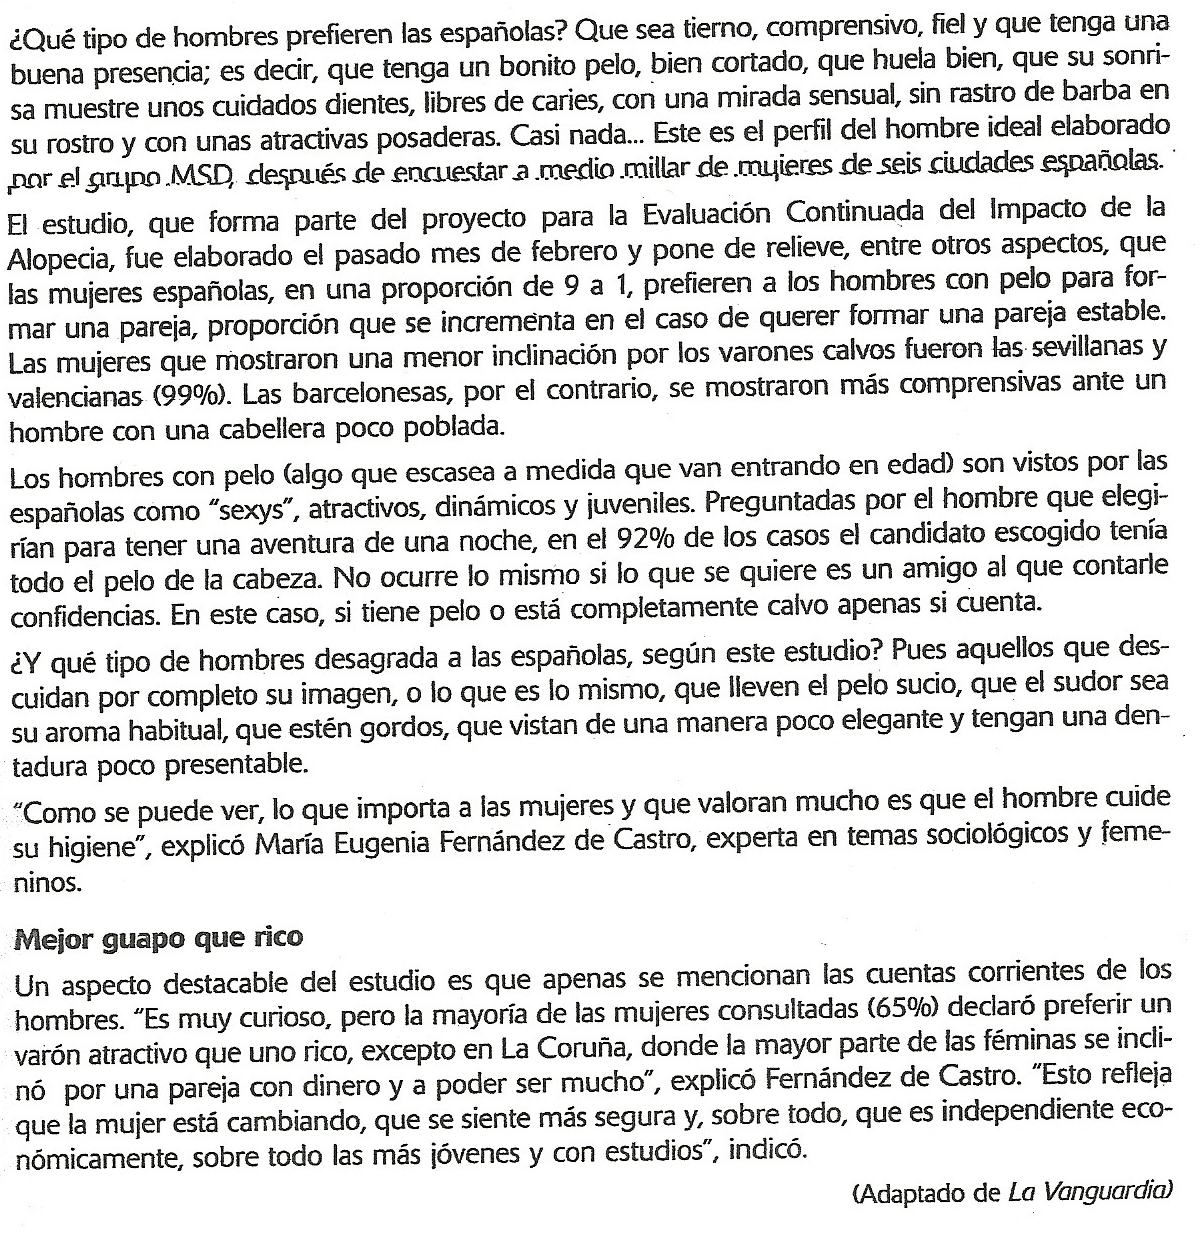 ¿Qué tipo de hombres prefieren las españolas? Que sea tierno, comprensivo, fiel y que tenga una
buena presencia; es decir, que tenga un bonito pelo, bien cortado, que huela bien, que su sonri-
sa muestre unos cuidados dientes, libres de caries, con una mirada sensual, sin rastro de barba en
su rostro y con unas atractivas posaderas. Casi nada... Este es el perfil del hombre ideal elaborado
por el grupo MSD, después de encuestar a medio millar de mujeres de seis ciudades españolas.
El estudio, que forma parte del proyecto para la Evaluación Continuada del Impacto de la
Alopecia, fue elaborado el pasado mes de febrero y pone de relieve, entre otros aspectos, que
las mujeres españolas, en una proporción de 9 a 1, prefieren a los hombres con pelo para for-
mar una pareja, proporción que se incrementa en el caso de querer formar una pareja estable.
Las mujeres que mostraron una menor inclinación por los varones calvos fueron las sevillanas y
valencianas (99%). Las barcelonesas, por el contrario, se mostraron más comprensivas ante un
hombre con una cabellera poco poblada.
Los hombres con pelo (algo que escasea a medida que van entrando en edad) son vistos por las
españolas como “sexys”, atractivos, dinámicos y juveniles. Preguntadas por el hombre que elegi-
rían para tener una aventura de una noche, en el 92% de los casos el candidato escogido tenía
todo el pelo de la cabeza. No ocurre lo mismo si lo que se quiere es un amigo al que contarle
confidencias. En este caso, si tiene pelo o está completamente calvo apenas si cuenta.
¿Y qué tipo de hombres desagrada a las españolas, según este estudio? Pues aquellos que des-
cuidan por completo su imagen, o lo que es lo mismo, que lleven el pelo sucio, que el sudor sea
su aroma habitual, que estén gordos, que vistan de una manera poco elegante y tengan una den-
tadura poco presentable.
“Como se puede ver, lo que importa a las mujeres y que valoran mucho es que el hombre cuide
su higiene”, explicó María Eugenia Fernández de Castro, experta en temas sociológicos y feme-
ninos.
Mejor guapo que rico
Un aspecto destacable del estudio es que apenas se mencionan las cuentas corrientes de los
hombres. “Es muy curioso, pero la mayoría de las mujeres consultadas (65%) declaró preferir un
varón atractivo que uno rico, excepto en La Coruña, donde la mayor parte de las féminas se incli-
nó por una pareja con dinero y a poder ser mucho”, explicó Fernández de Castro. “Esto refleja
que la mujer está cambiando, que se siente más segura y, sobre todo, que es independiente eco-
nómicamente, sobre todo las más jóvenes y con estudios”, indicó.
(Adaptado de La Vanguardia)